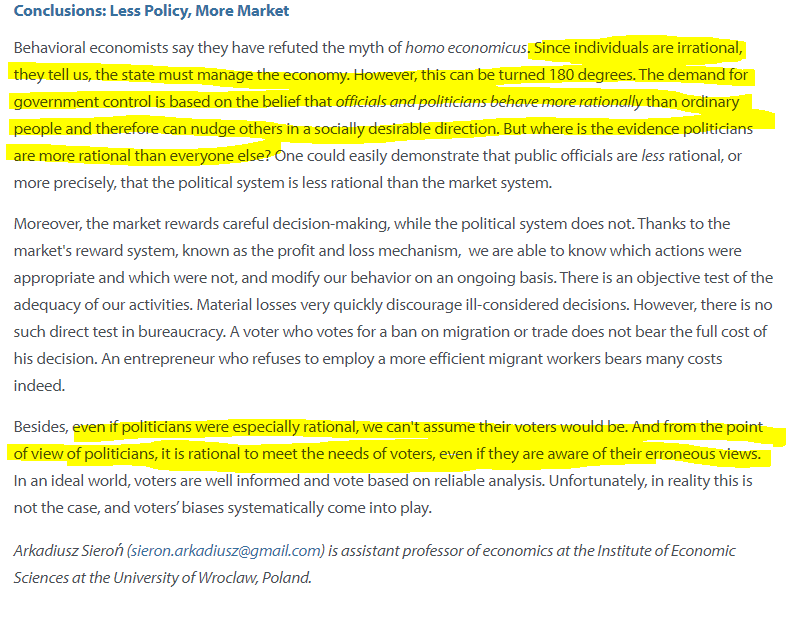 Conclusions: Less Policy, More Market
Behavioral economists say they have refuted the myth of homo economicus. Since individuals are irrational,
they tell us, the state must manage the economy. However, this can be turned 180 degrees. The demand for
government control is based on the belief that officials and politicians behave more rationally than ordinary
people and therefore can nudge others in a socially desirable direction. But where is the evidence politicians
are more rational than everyone else? One could easily demonstrate that public officials are less rational, or
more precisely, that the political system is less rational than the market system.
Moreover, the market rewards careful decision-making, while the political system does not. Thanks to the
market's reward system, known as the profit and loss mechanism, we are able to know which actions were
appropriate and which were not, and modify our behavior on an ongoing basis. There is an objective test of the
adequacy of our activities. Material losses very quickly discourage ill-considered decisions. However, there is no
such direct test in bureaucracy. A voter who votes for a ban on migration or trade does not bear the full cost of
his decision. An entrepreneur who refuses to employ a more efficient migrant workers bears many costs
indeed.
Besides, even if politicians were especially rational, we can't assume their voters would be. And from the point
of view of politicians, it is rational to meet the needs of voters, even if they are aware of their erroneous views.
In an ideal world, voters are well informed and vote based on reliable analysis. Unfortunately, in reality this is
not the case, and voters’ biases systematically come into play.
Arkadiusz Sieroń (sieron.arkadiusz@gmail.com) is assistant professor of economics at the Institute of Economic
Sciences at the University of Wroclaw, Poland.